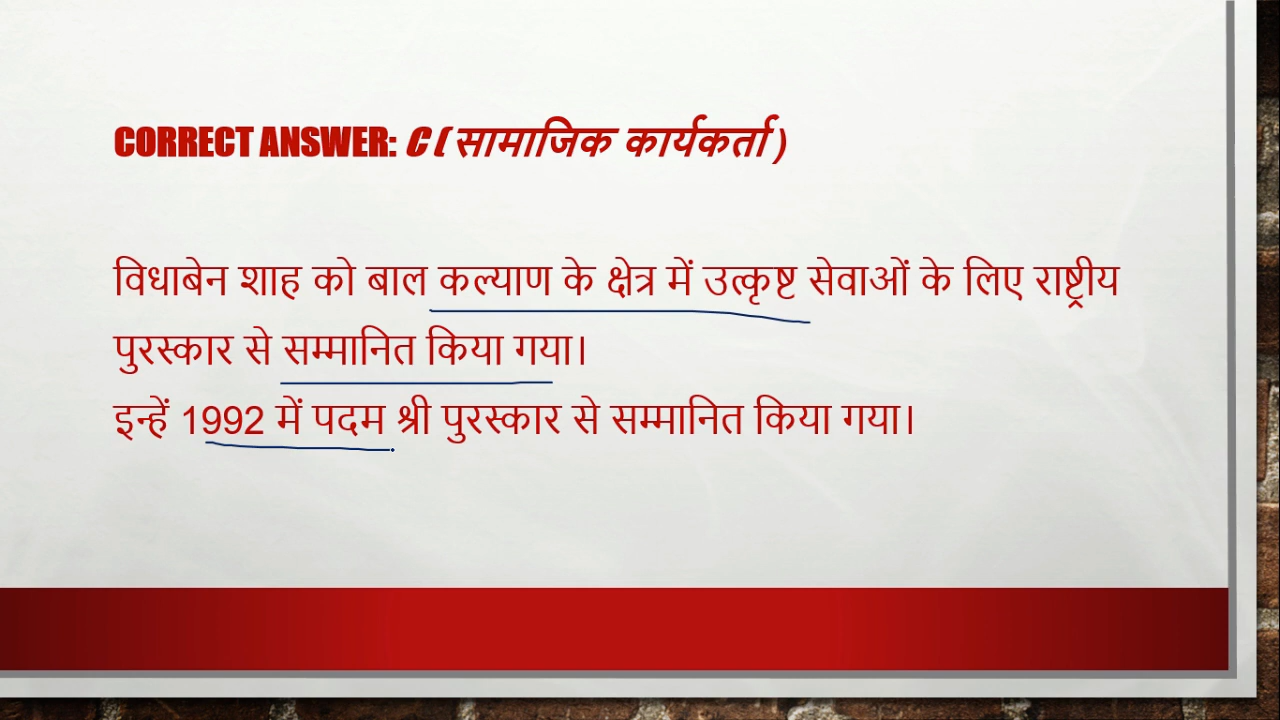 CORRECT ANSWER: C ( सामाजिक कार्यकर्ता )
विधाबेन शाह को बाल कल्याण के क्षेत्र में उत्कृष्ट सेवाओं के लिए राष्ट्रीय
पुरस्कार से सम्मानित किया गया।
इन्हें 1992 में पदम श्री पुरस्कार से सम्मानित किया गया।